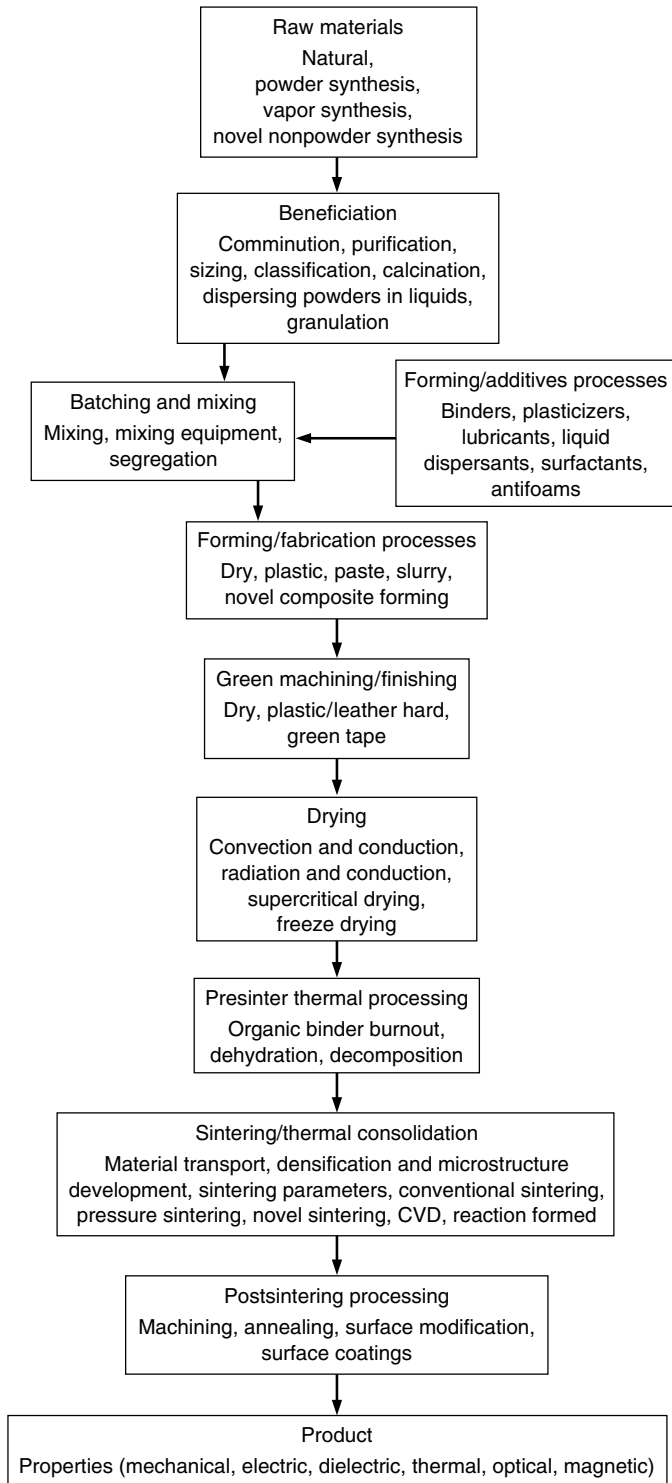 Raw materials
Natural,
powder synthesis,
vapor synthesis,
novel nonpowder synthesis
Beneficiation
Comminution, purification,
sizing, classification, calcination,
dispersing powders in liquids,
granulation
Batching and mixing
Mixing, mixing equipment,
segregation
Forming/additives processes
Binders, plasticizers,
lubricants, liquid
dispersants, surfactants,
antifoams
Forming/fabrication processes
Dry, plastic, paste, slurry,
novel composite forming
Green machining/finishing
Dry, plastic/leather hard,
green tape
Drying
Convection and conduction,
radiation and conduction,
supercritical drying,
freeze drying
Presinter thermal processing
Organic binder burnout,
dehydration, decomposition
Sintering/thermal consolidation
Material transport, densification and microstructure
development, sintering parameters, conventional sintering,
pressure sintering, novel sintering, CVD, reaction formed
Postsintering processing
Machining, annealing, surface modification,
surface coatings
Product
Properties (mechanical, electric, dielectric, thermal, optical, magnetic)